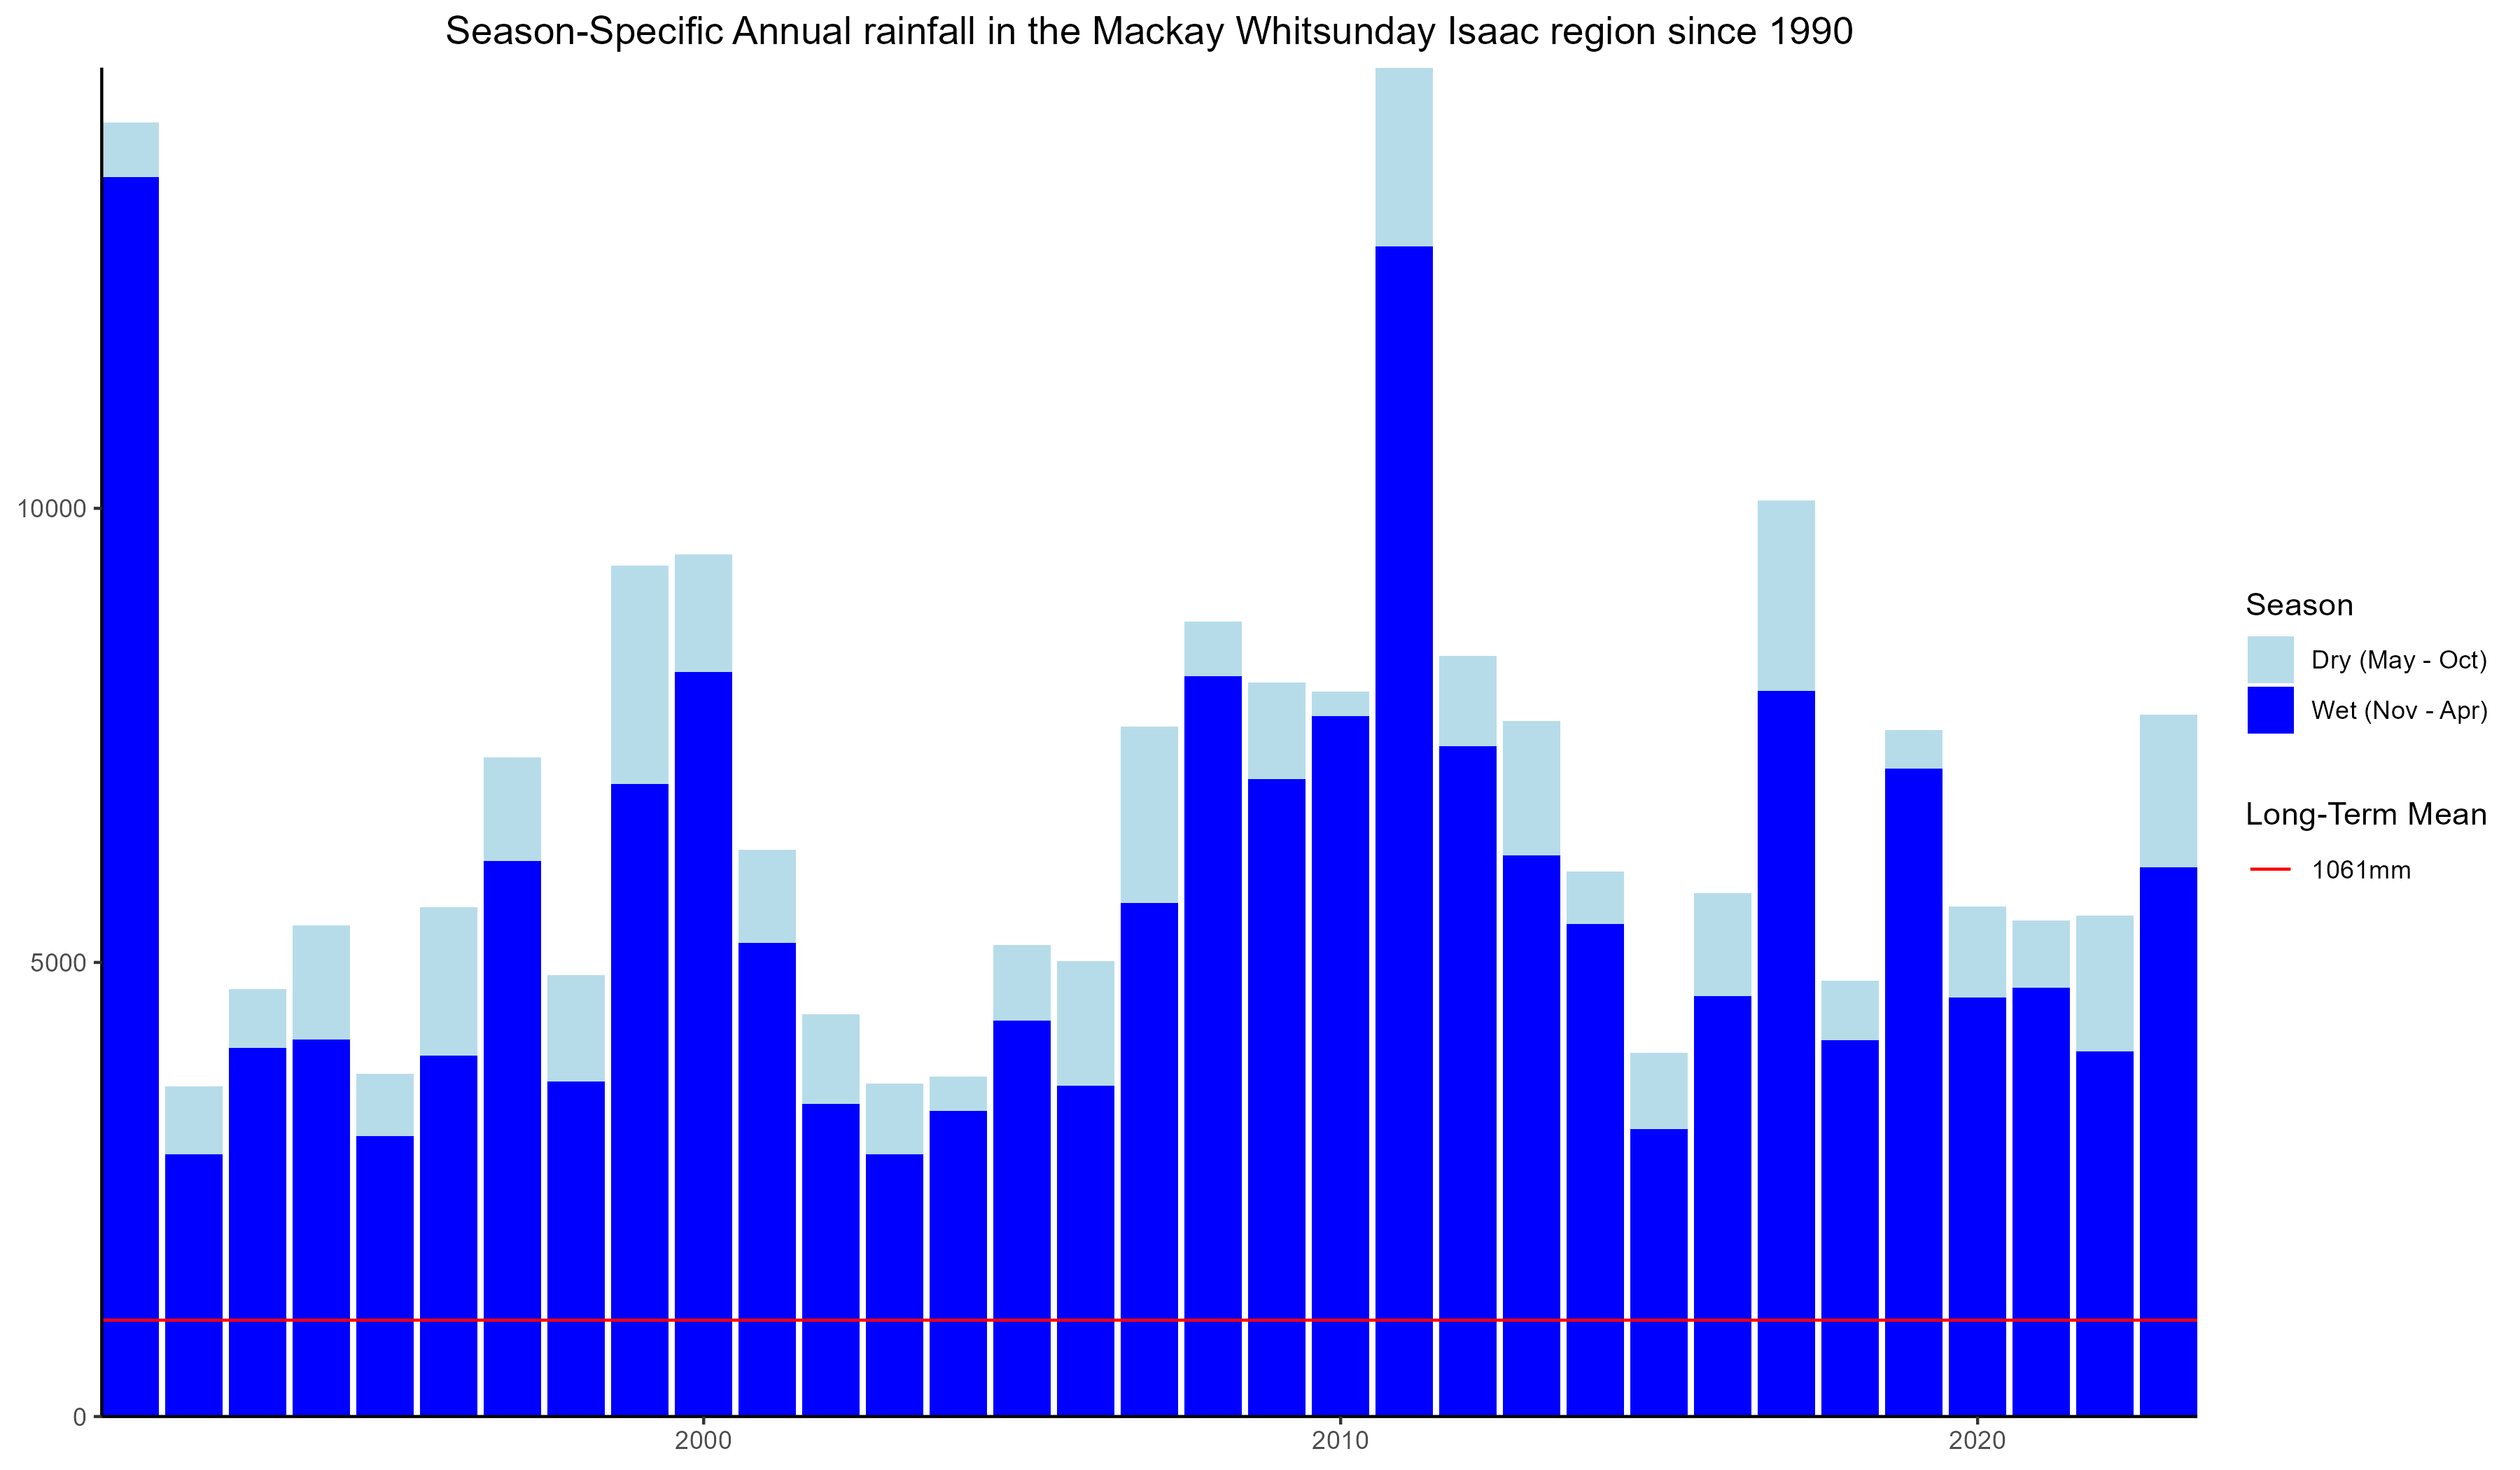 Season-Specific Annual rainfall in the Mackay Whitsunday Isaac region since 1990
10000
5000
0
2000
2010
2020
Season
Dry (May - Oct)
Wet (Nov - Apr)
Long-Term Mean
1061mm